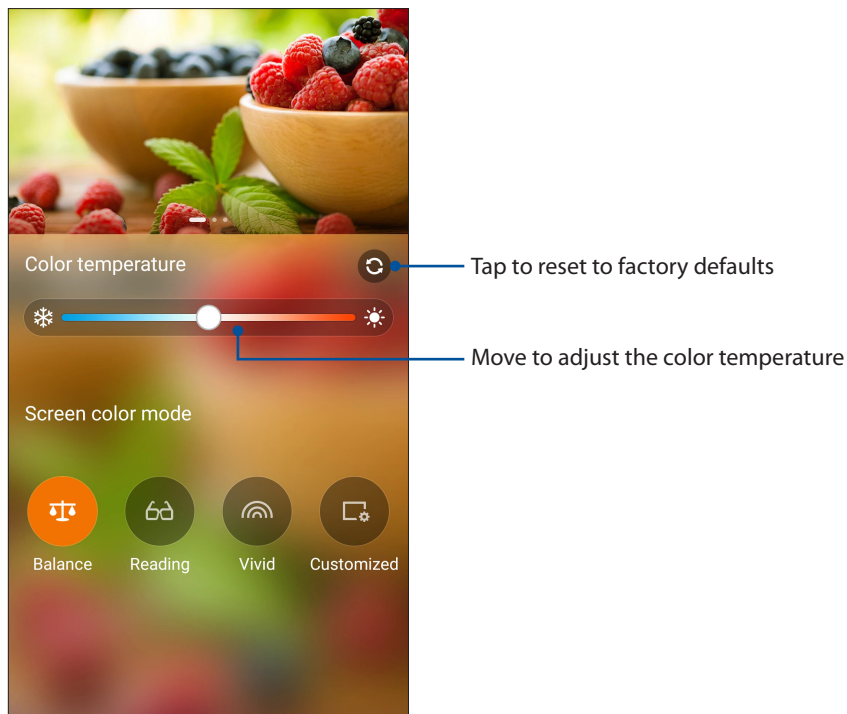 Color temperature
Tap to reset to factory defaults
Move to adjust the color temperature
Screen color mode
Balance Reading Vivid Customized